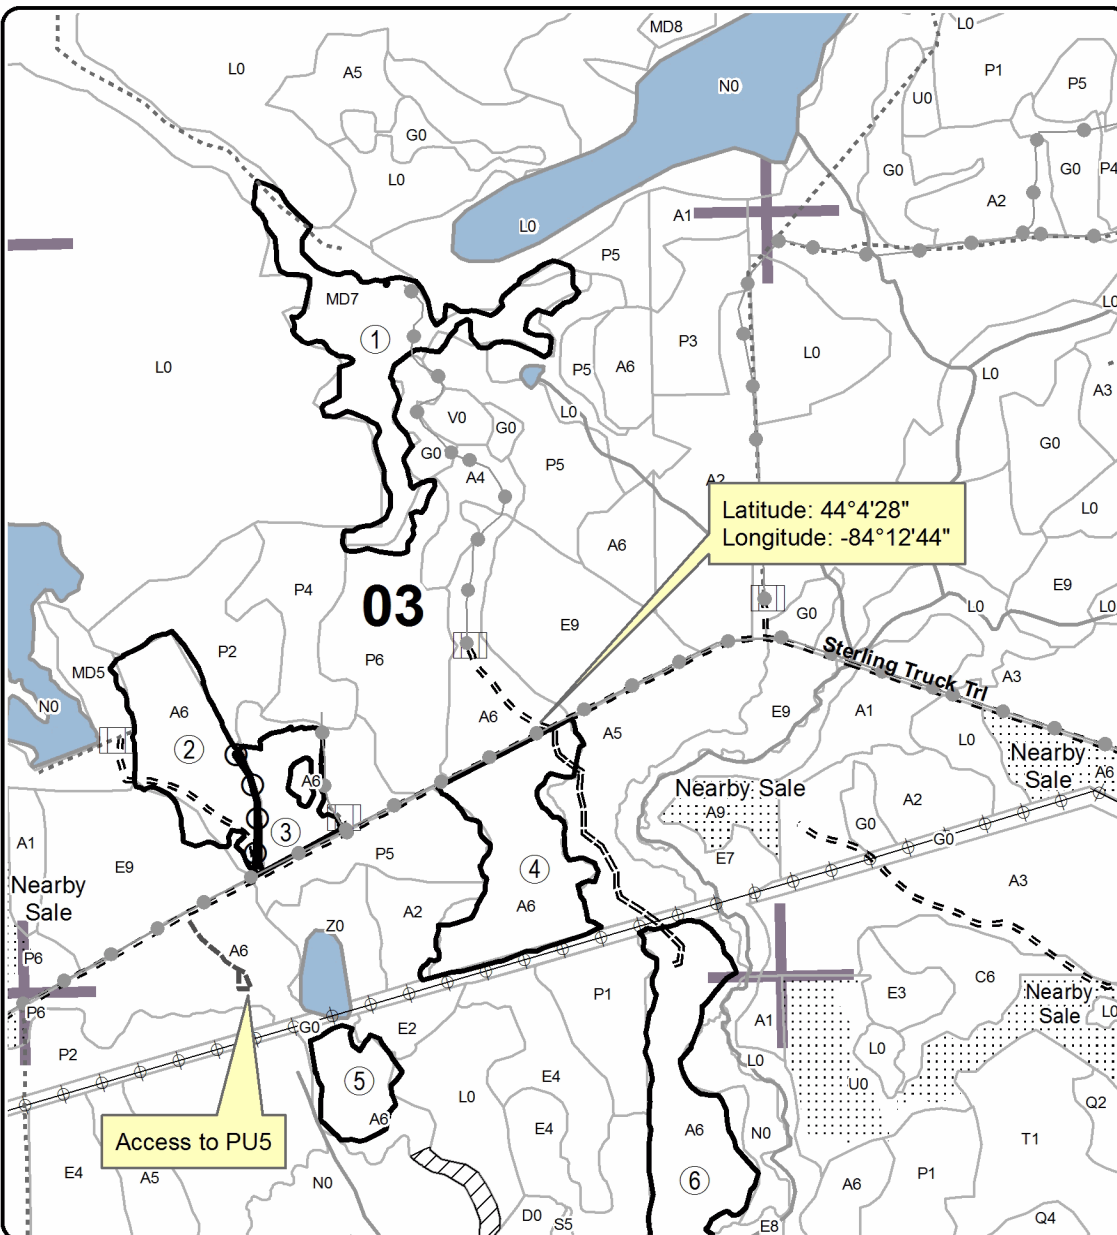 MD8
L0
L0
A5
P1
N0
P5
U0
G0
G0
G0
P4
L0
A2
A1
L0
P5
MD7
L0
1
P3
L0
L0
P5
A6
L0
A3
L0
V0
G0
G0
G0
P5
A4
A2
Latitude: 44°4'28"
Longitude: -84°12'44"
L0
A6
P4
E9
03
L0
L0
G0
E9
P2
Sterling Truck Trl
P6
MD5
A3
N0
A6
A6
E9
A1
A5
L0
2
Nearby
Sale
A6
A6
Nearby Sale
A9
A2
G0
3
A1
P5
G0
E7
E9
4
A3
Nearby
Sale
A2
A6
Z0
A6
P6
C6
P1
E3
Nearby
Sale
P6
L0
A1
G0
E2
P2
L0
L0
E4
5
U0
L0
Q2
A6
E4
A6
N0
T1
Access to PU5
E4
A5
N0
6
A6
P1
D0
S5
E8
Q4